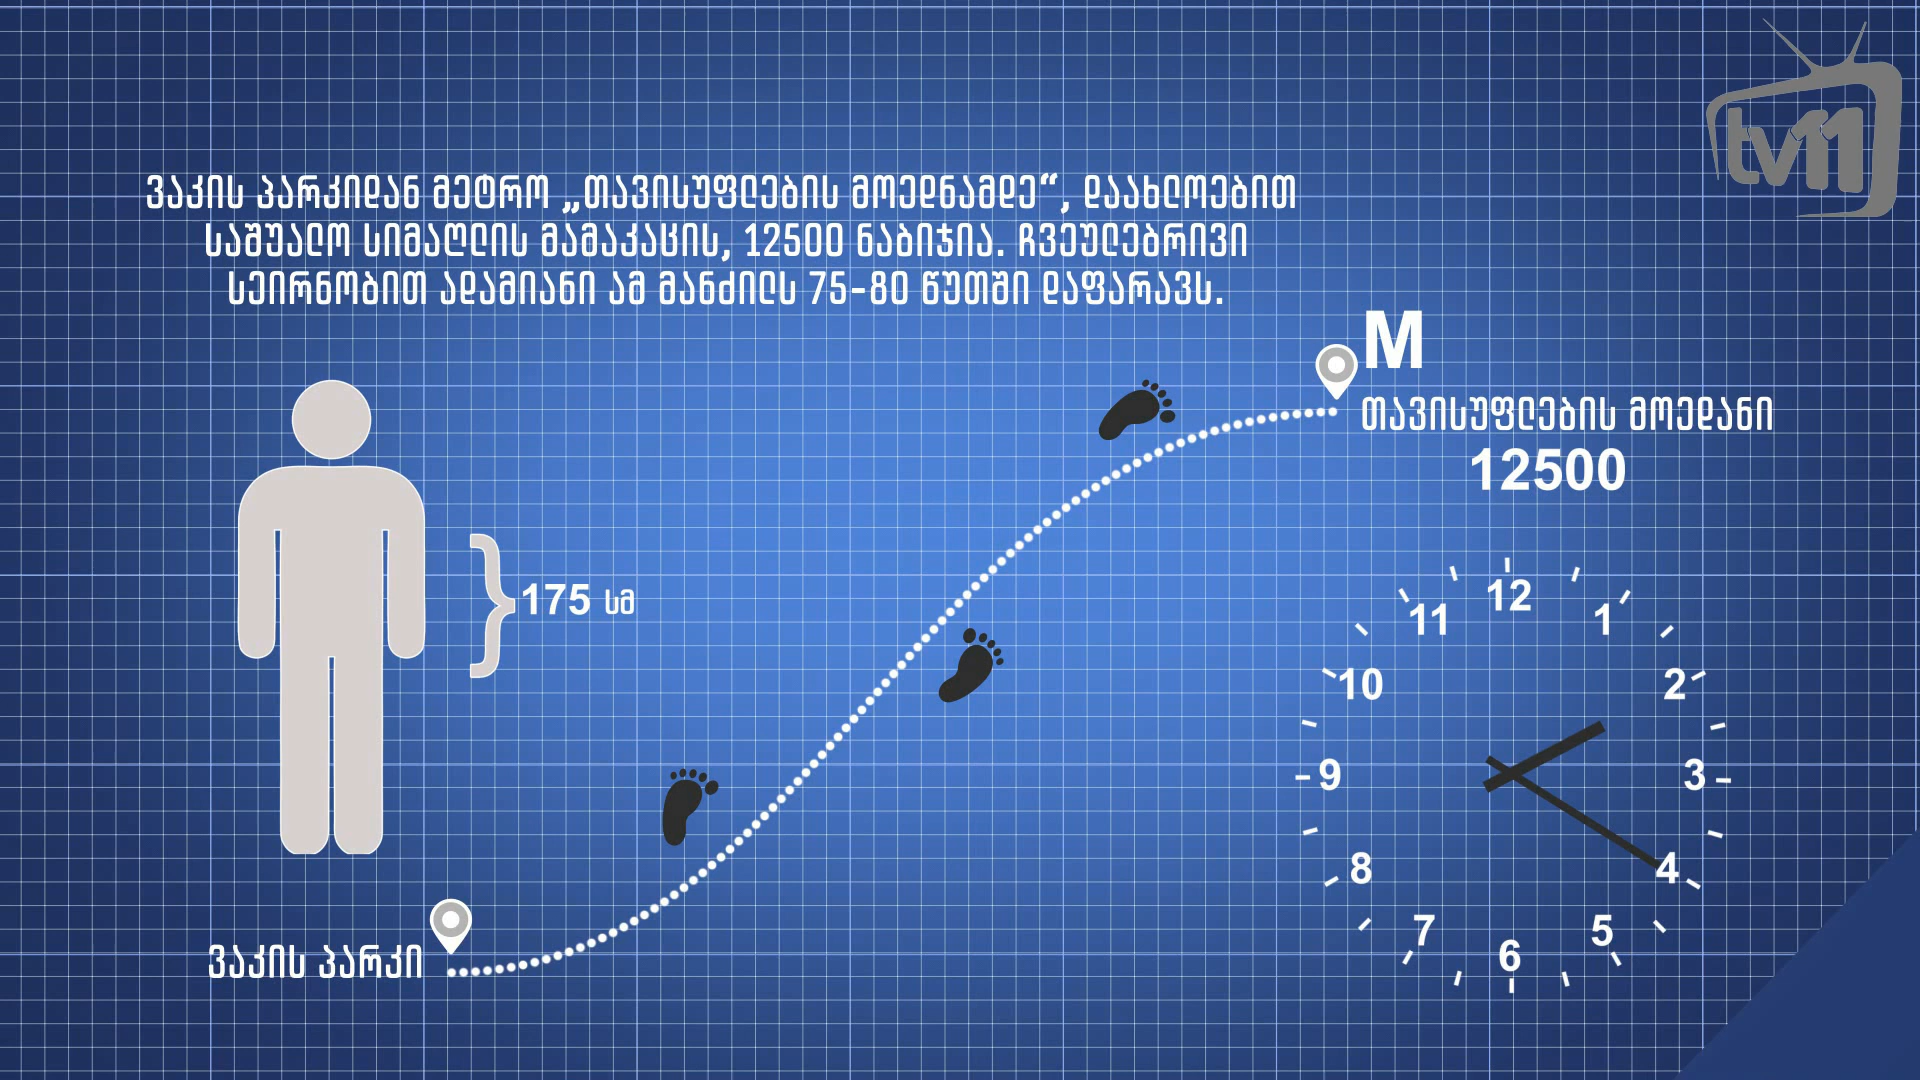 tv11
ვაკის პარკიდან მეტრო „თავისუფლების მოედნამდე“, დაახლოებით
საშუალო სიმაღლის მამაკაცის, 12500 ნაბიჯია. ჩვეულებრივი
სეირნობით ადამიანი ამ მანძილს 75-80 წუთში დაფარავს.
M
თავისუფლების მოედანი
12500
175 სმ
12
11
1
10
2
9
3
8
4
7
5
6
ვაკის პარკი